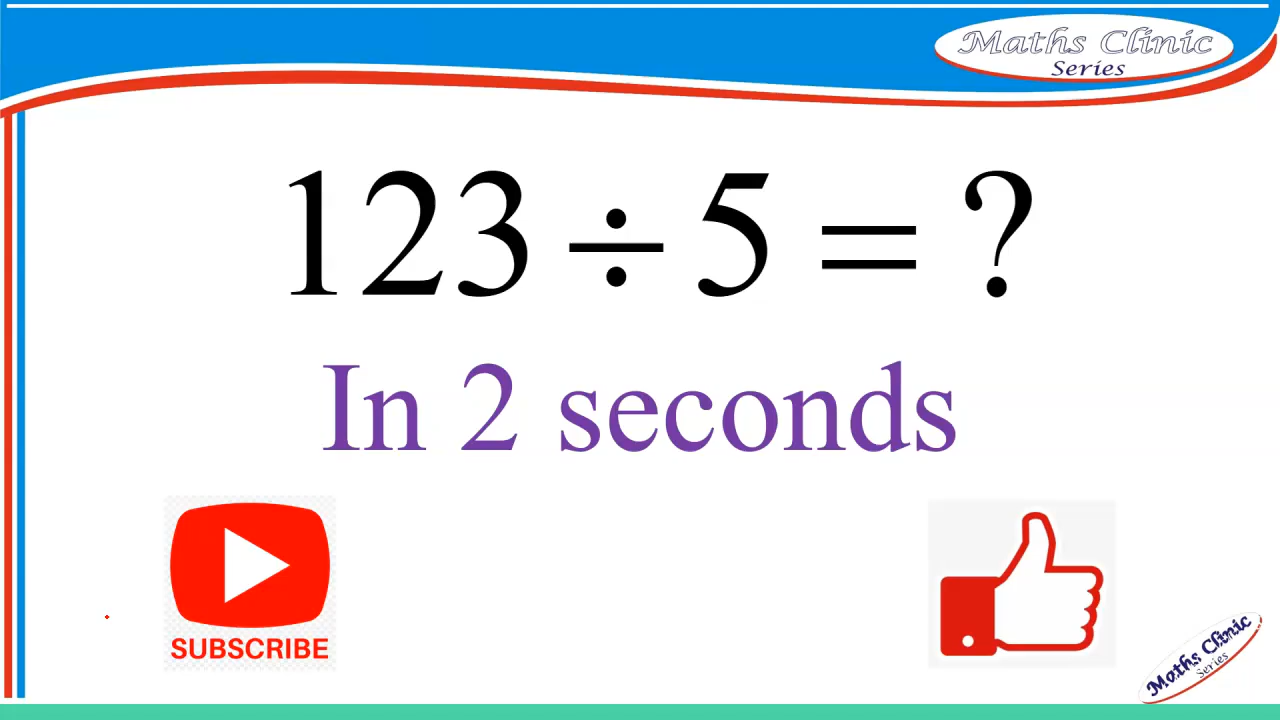 Maths Clinic
Series
123 ÷ 5 = ?
In 2 seconds
SUBSCRIBE
Maths Clinic
Series